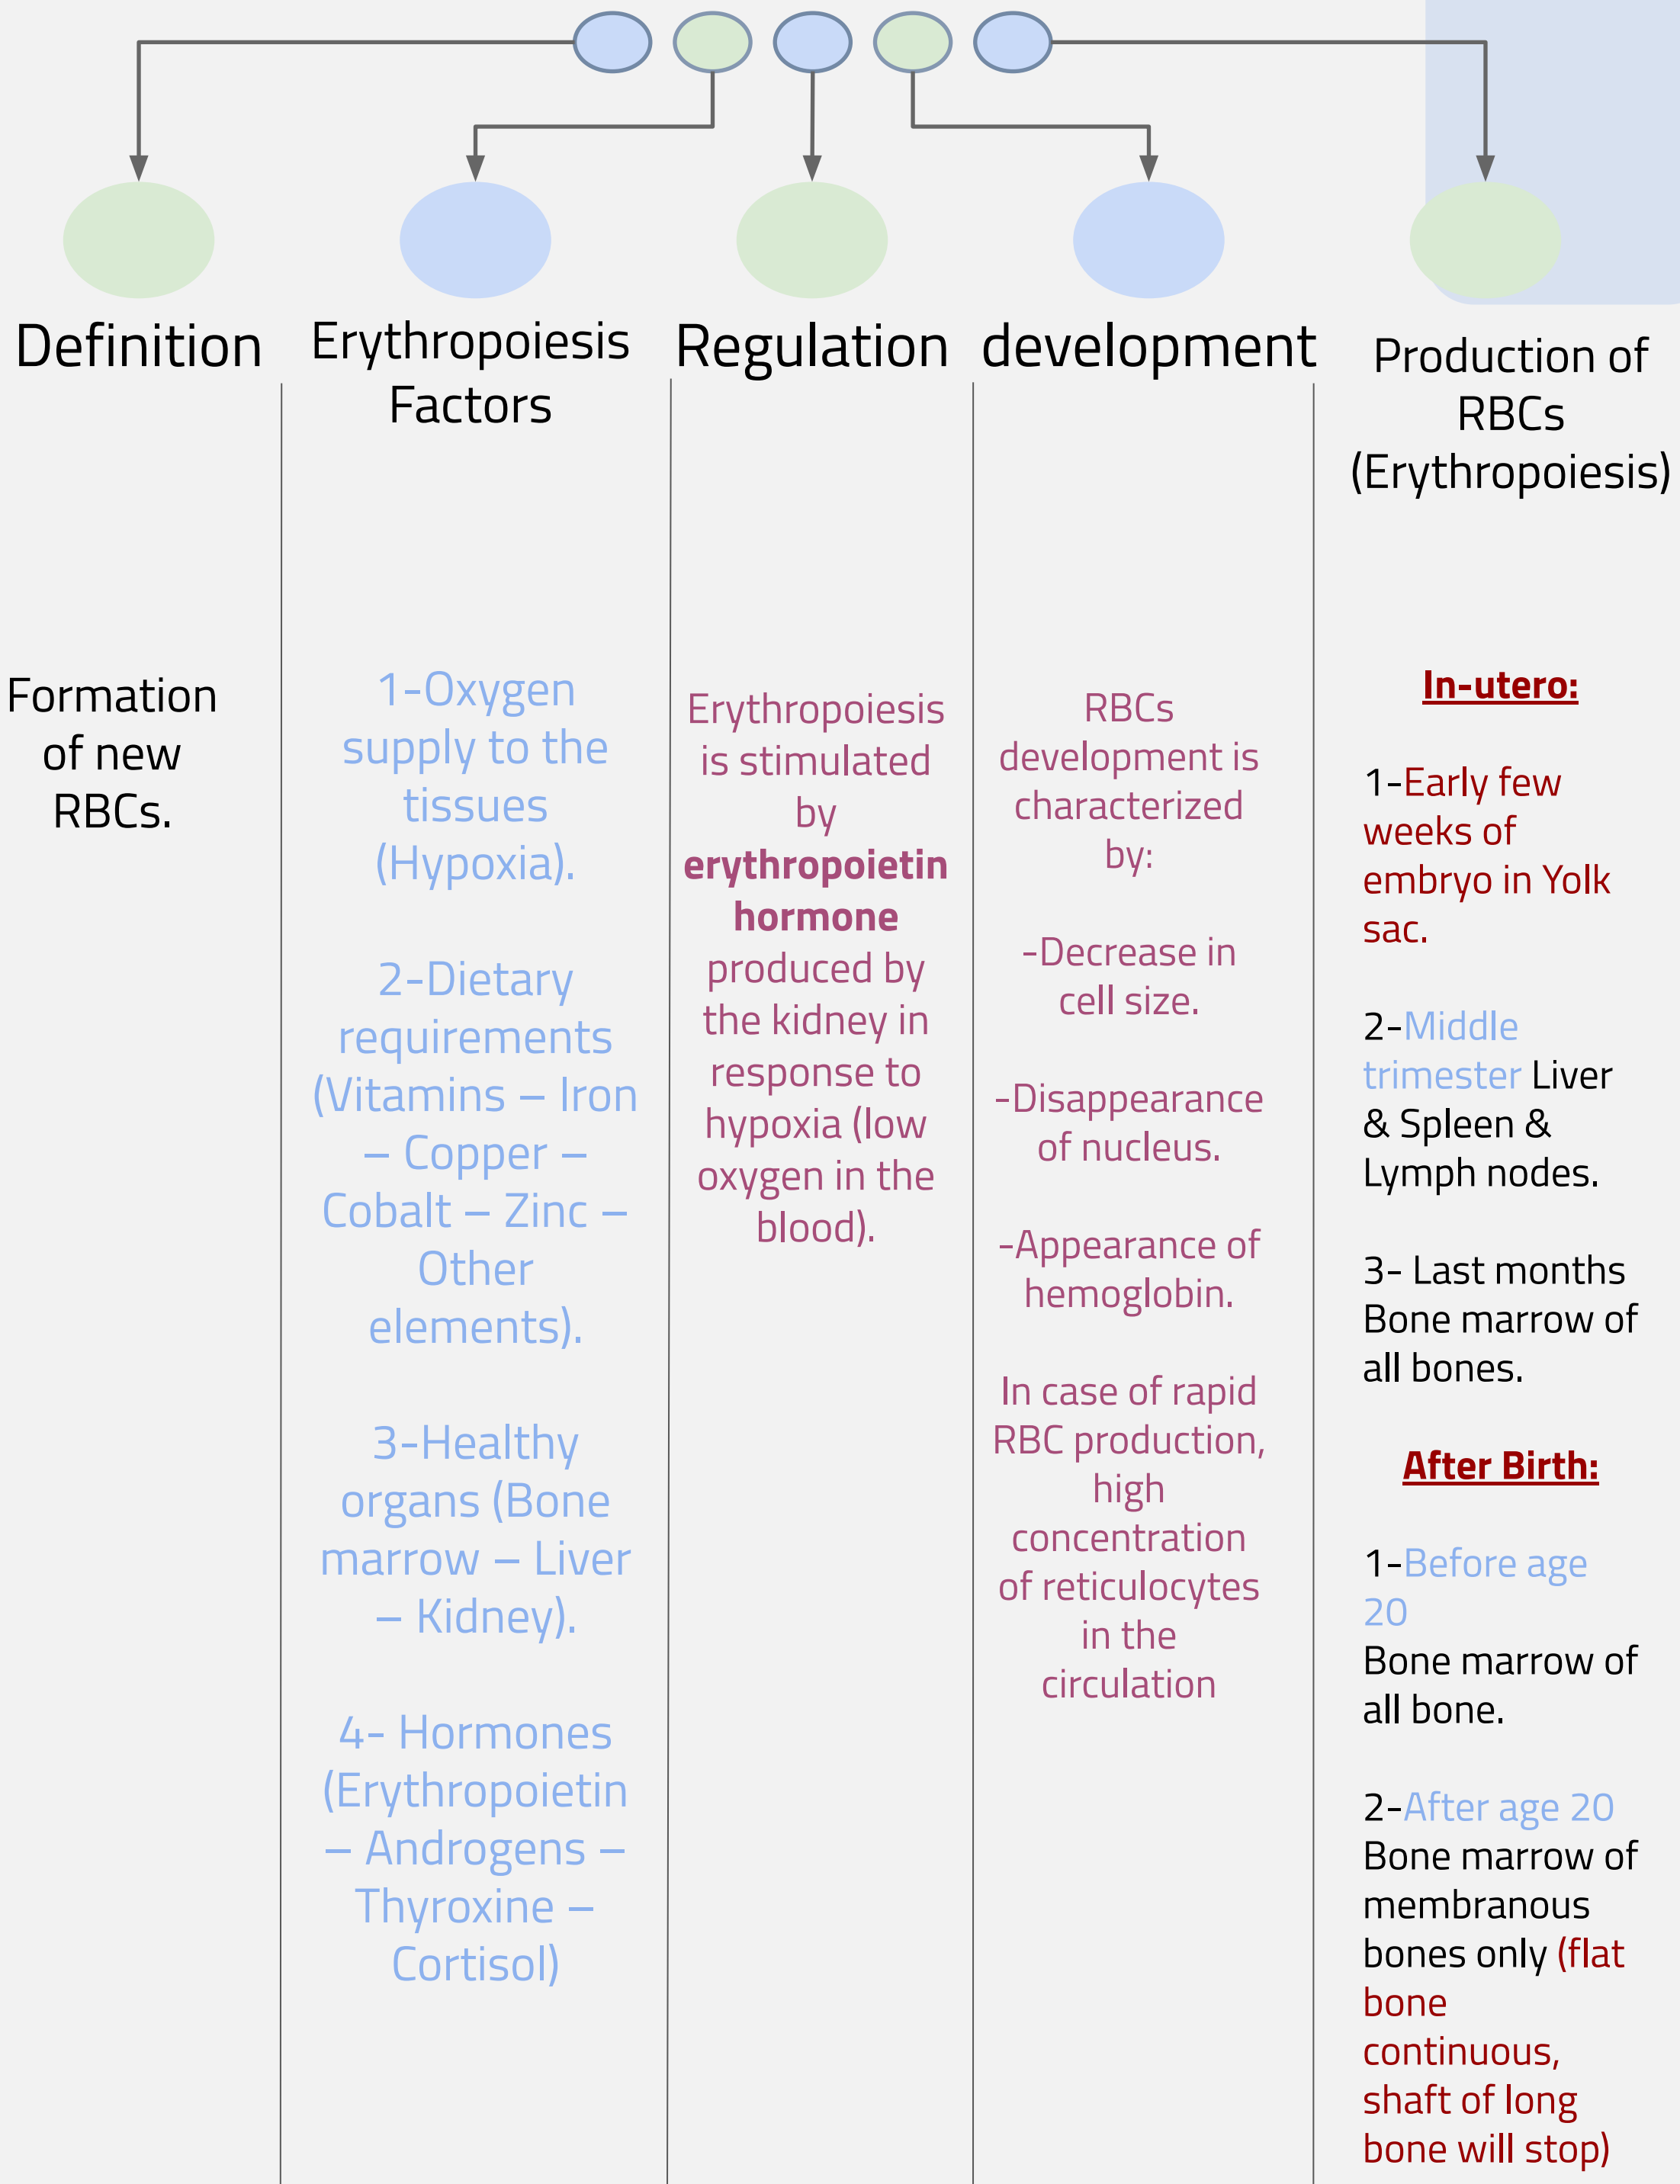 Definition
Formation
of new
RBCs.
Erythropoiesis
Factors
1-Oxygen
supply to the
tissues
(Hypoxia).
2-Dietary
requirements
(Vitamins – Iron
– Copper –
Cobalt – Zinc –
Other
elements).
3-Healthy
organs (Bone
marrow – Liver
– Kidney).
4- Hormones
(Erythropoietin
– Androgens –
Thyroxine –
Cortisol)
Regulation
Erythropoiesis
is stimulated
by
erythropoietin
hormone
produced by
the kidney in
response to
hypoxia (low
oxygen in the
blood).
development
RBCs
development is
characterized
by:
-Decrease in
cell size.
-Disappearance
of nucleus.
-Appearance of
hemoglobin.
In case of rapid
RBC production,
high
concentration
of reticulocytes
in the
circulation
Production of
RBCs
(Erythropoiesis)
In-utero:
1-Early few
weeks of
embryo in Yolk
sac.
2-Middle
trimester Liver
& Spleen &
Lymph nodes.
3- Last months
Bone marrow of
all bones.
After Birth:
1-Before age
20
Bone marrow of
all bone.
2-After age 20
Bone marrow of
membranous
bones only (flat
bone
continuous,
shaft of long
bone will stop)